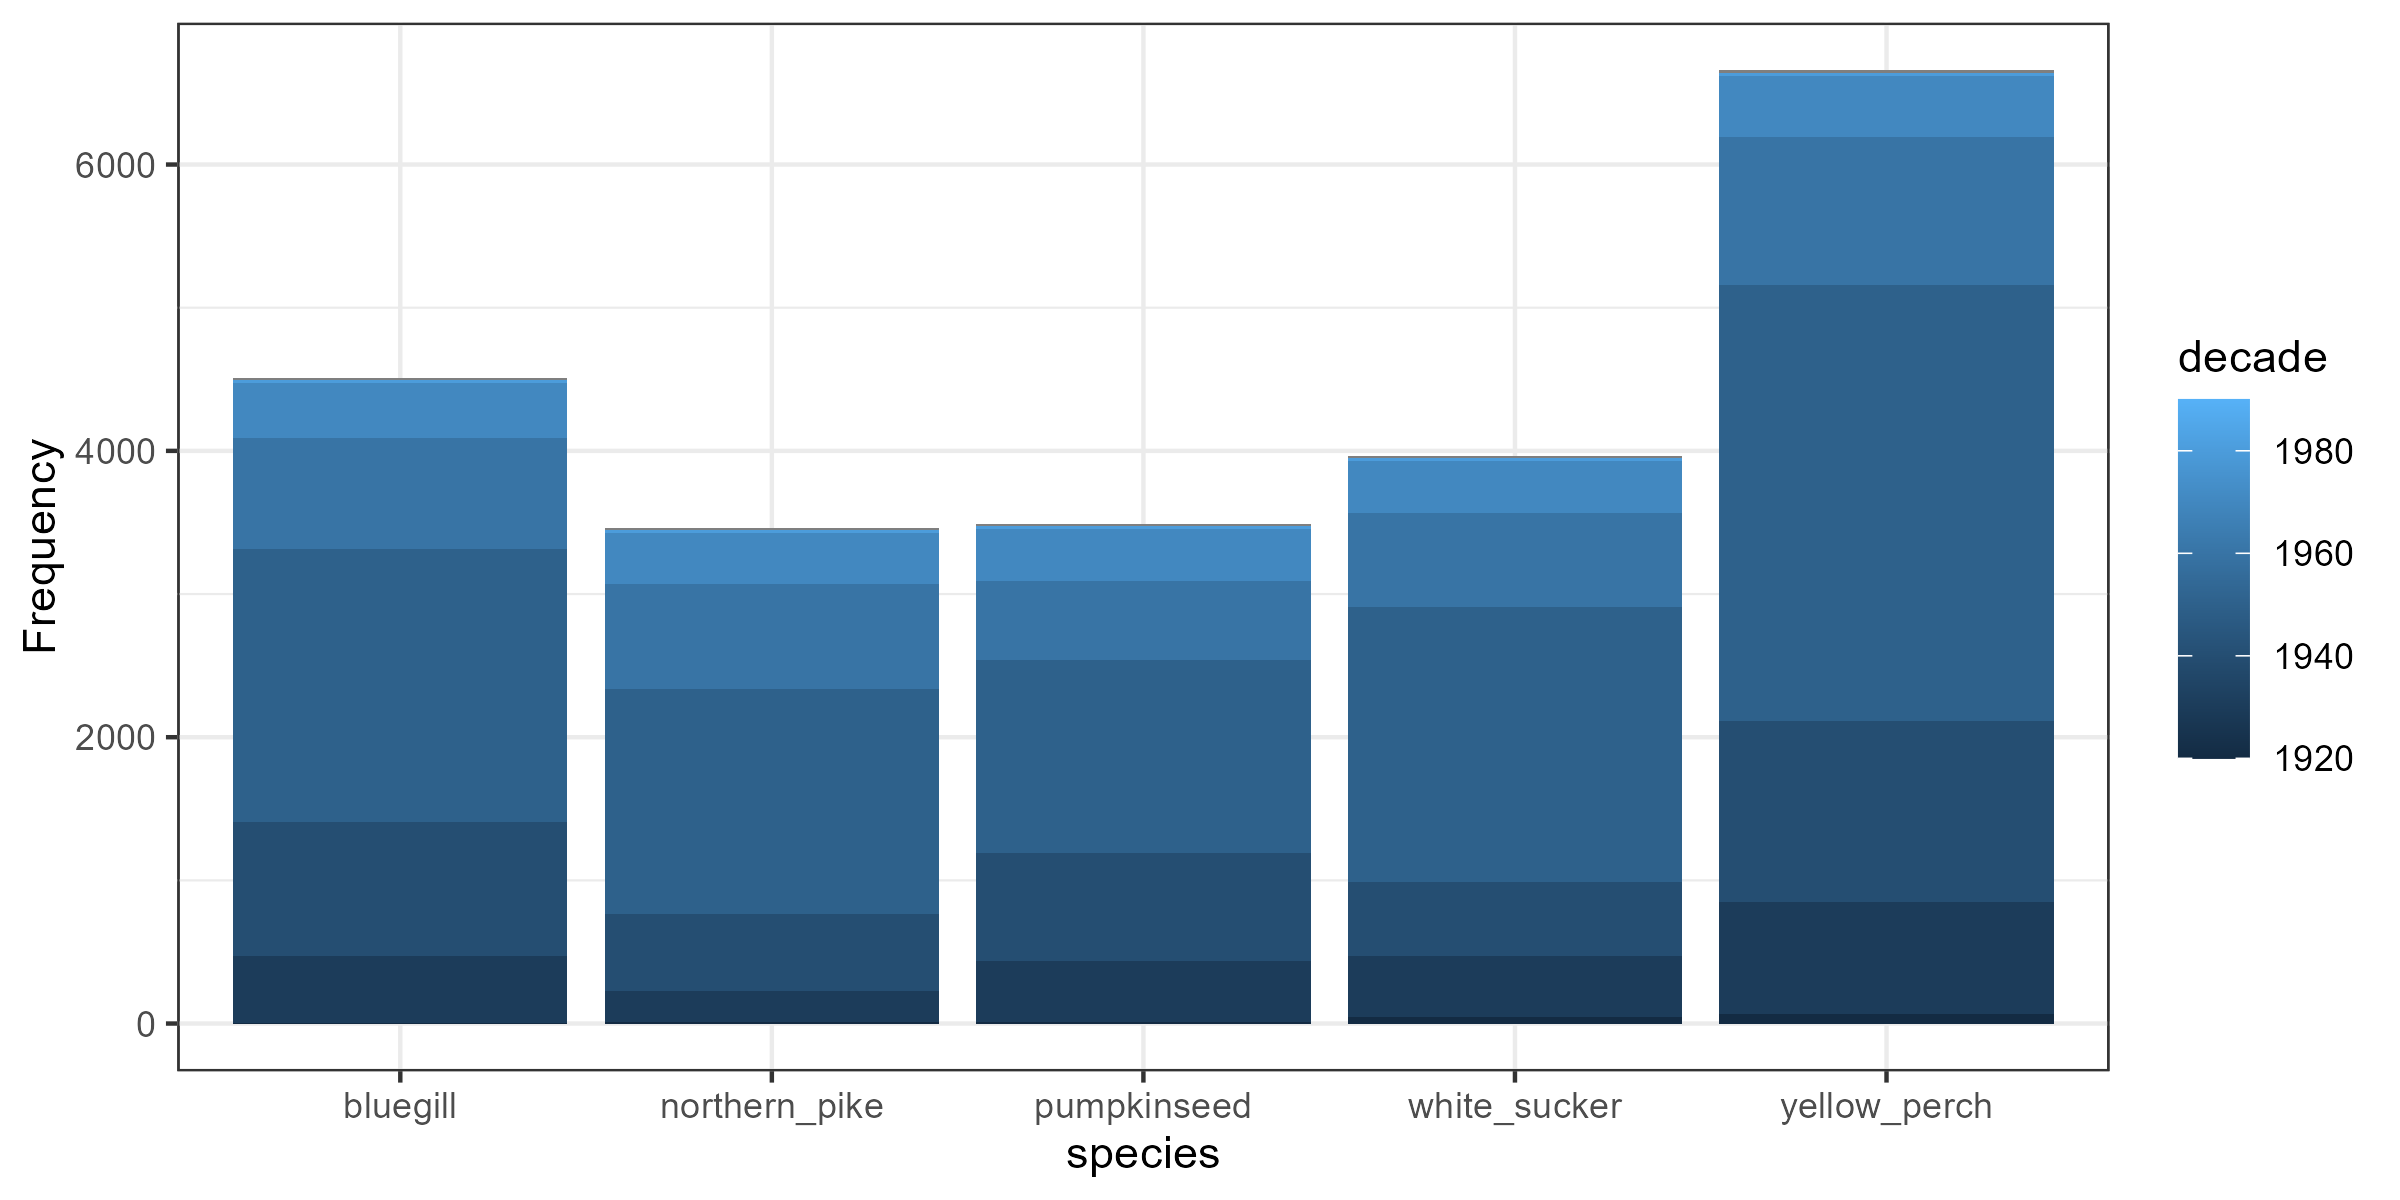 6000
4000
2000
0
Frequency
bluegill
northern_pike
pumpkinseed
white_sucker
yellow_perch
species
decade
1980
1960
1940
1920